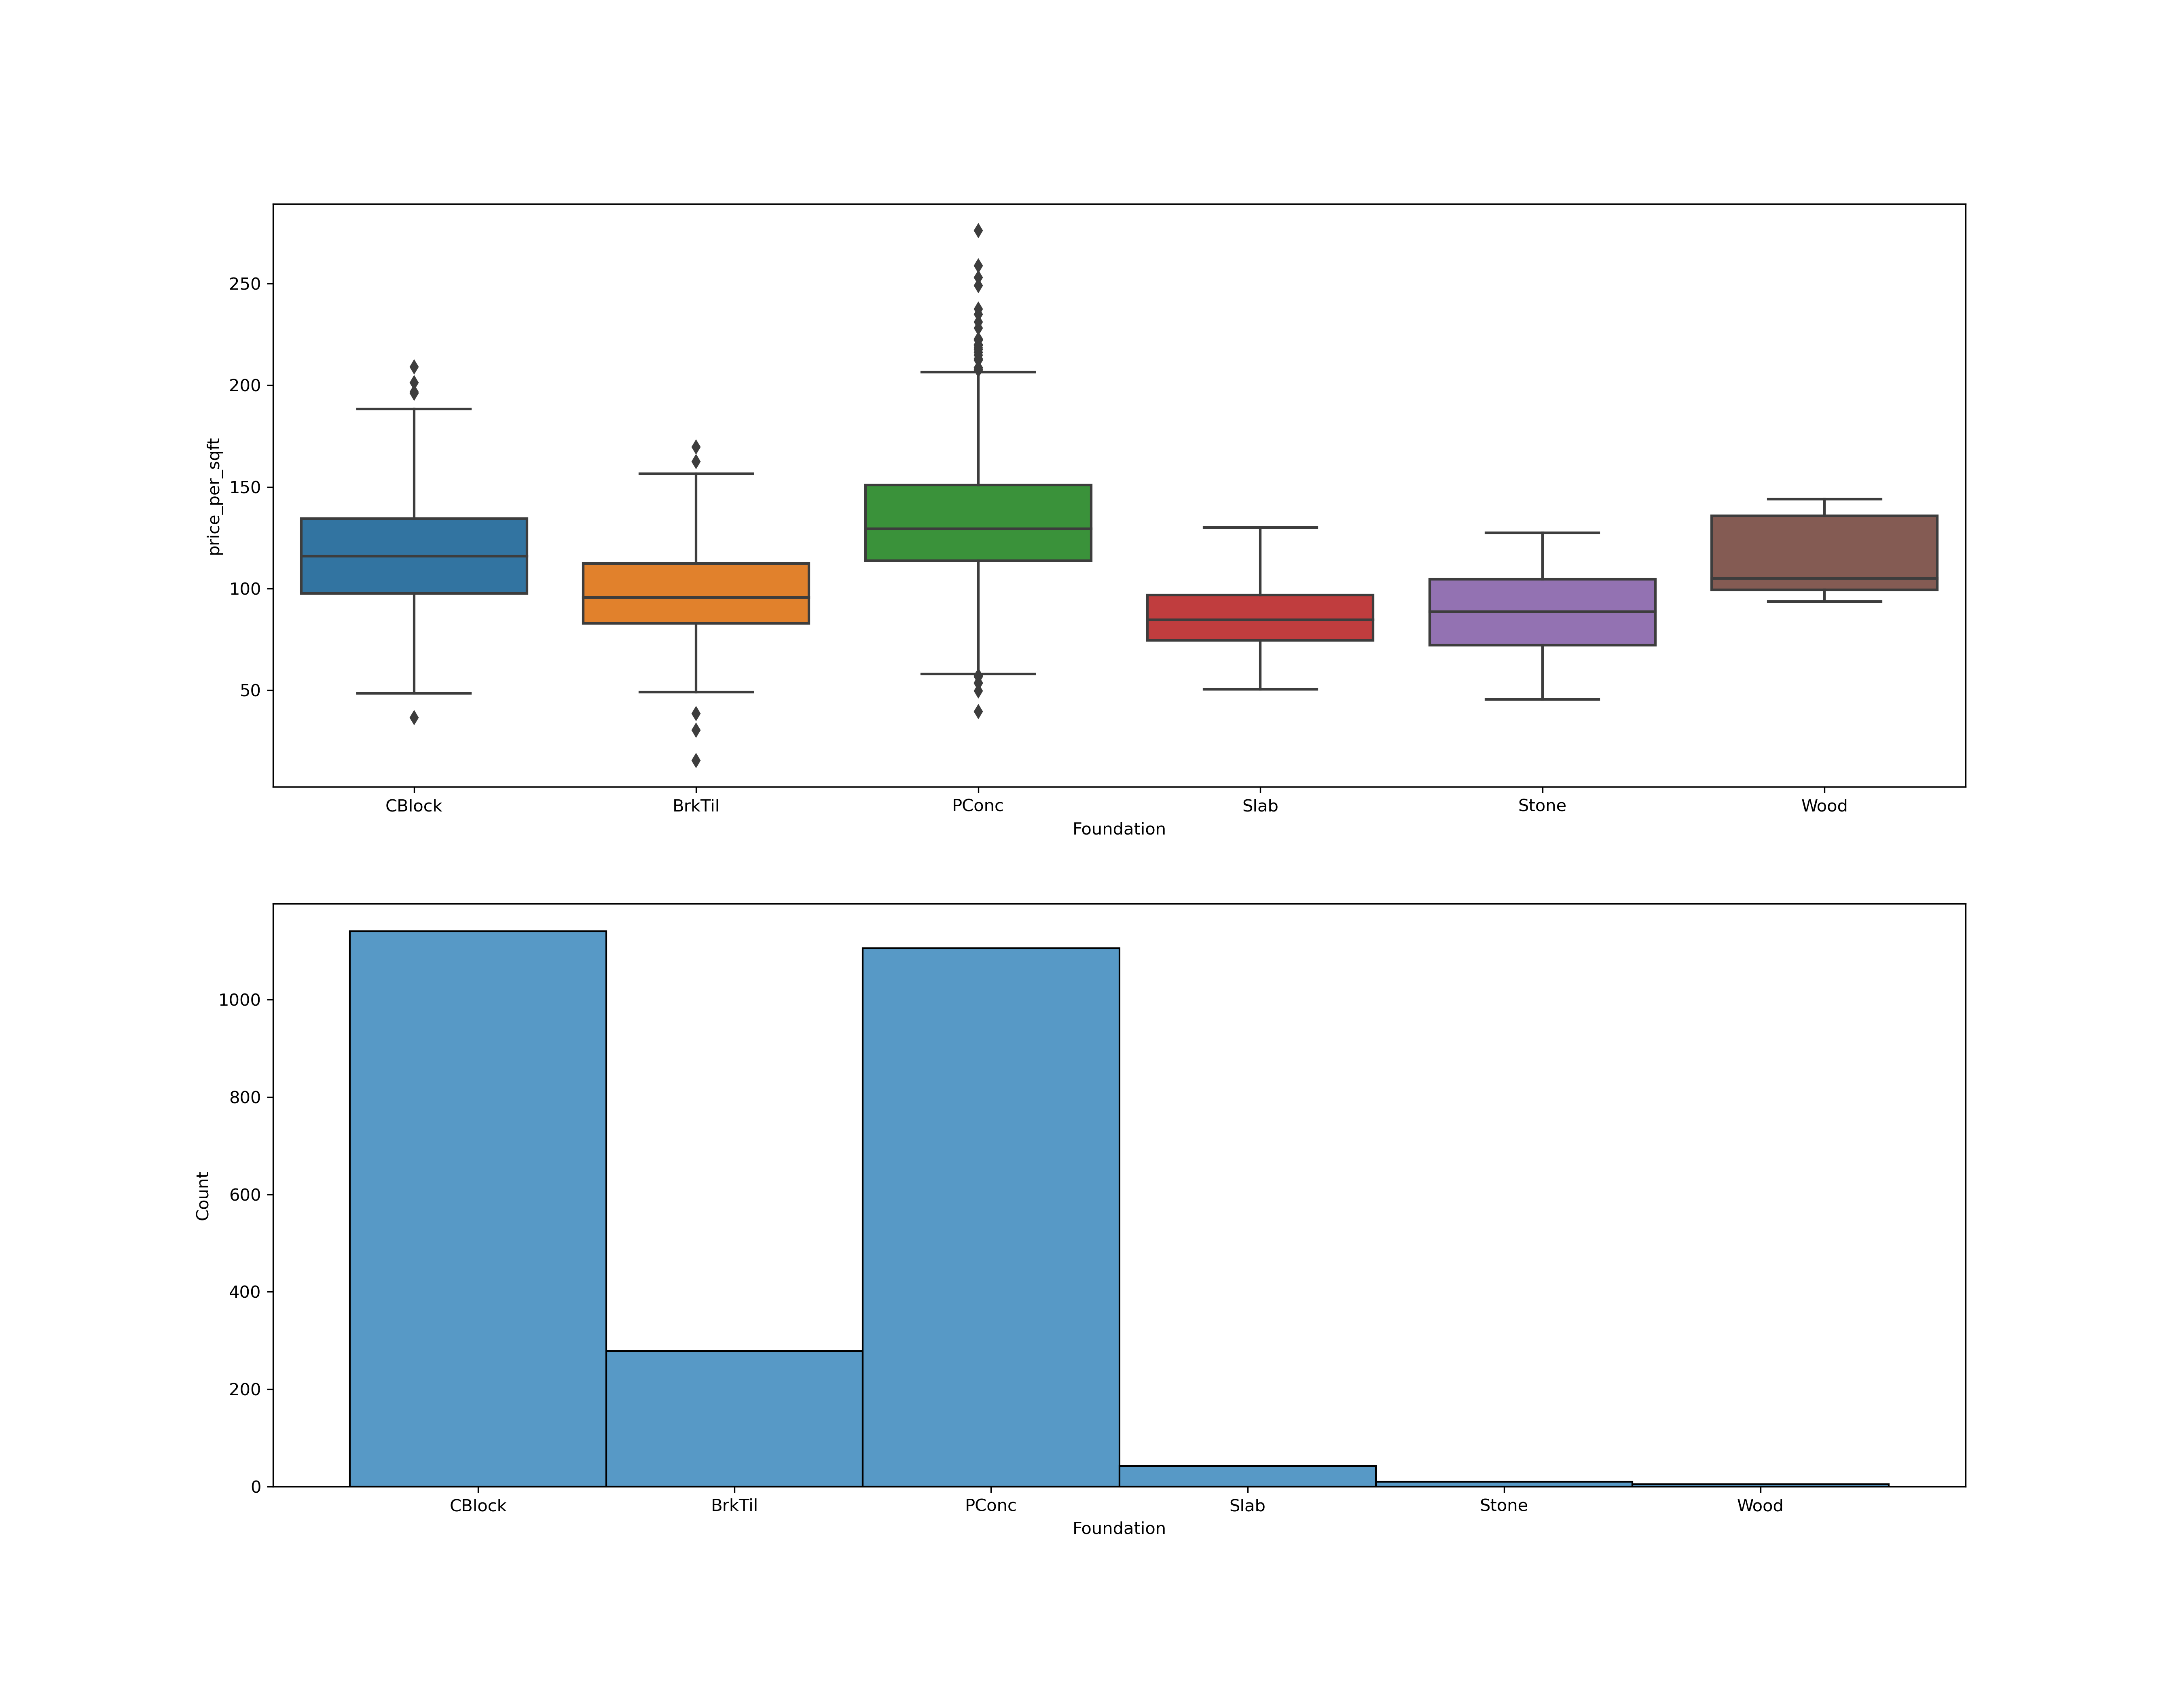 250
200
150
100
50
price_per_sqft
CBlock BrkTil PConc Slab Stone Wood
Foundation
1000
800
600
400
200
0
Count
CBlock BrkTil PConc Slab Stone Wood
Foundation